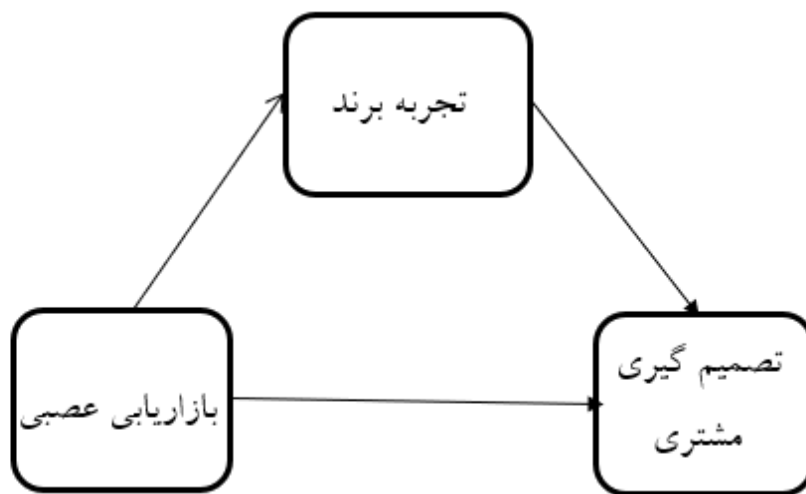 تجربه برند
بازاریابی عصبی
تصمیم گیری
مشتری